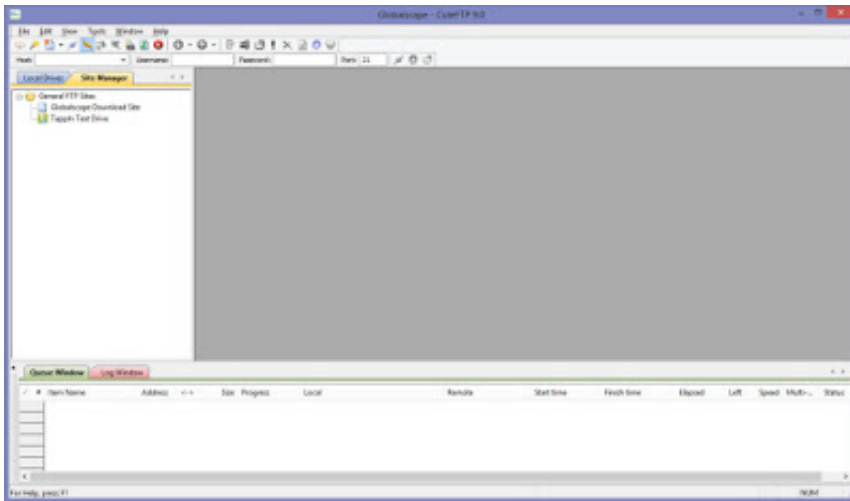 Globalscape - CuteFTP 9.0
File Edit View Tools Window Help
Host: Username: Password: Port: 21
Local Drives Site Manager
General FTP Sites
Globalscape Download Site
Tappin Test Drive
Queue Window Log Window
# Item Name Address <-> Size Progress Local Remote Start time Finish time Elapsed Left Speed Multi-... Status
For Help, press F1 NUM